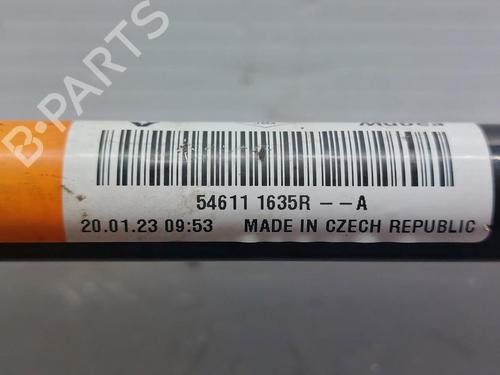 B-PARTS
54611 1635R - - A
20.01.23 09:53 MADE IN CZECH REPUBLIC